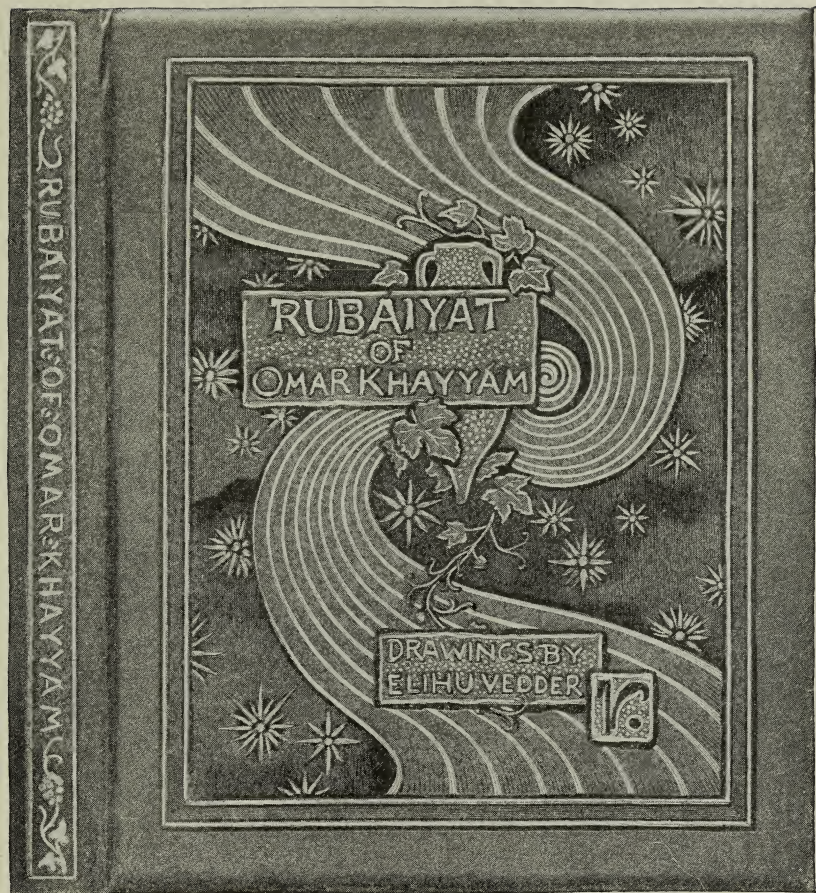 RUBAIYAT OF OMAR KHAYYAM
RUBAIYAT
OF
OMAR KHAYYAM
DRAWINGS BY
ELIHU VEDDER
V.